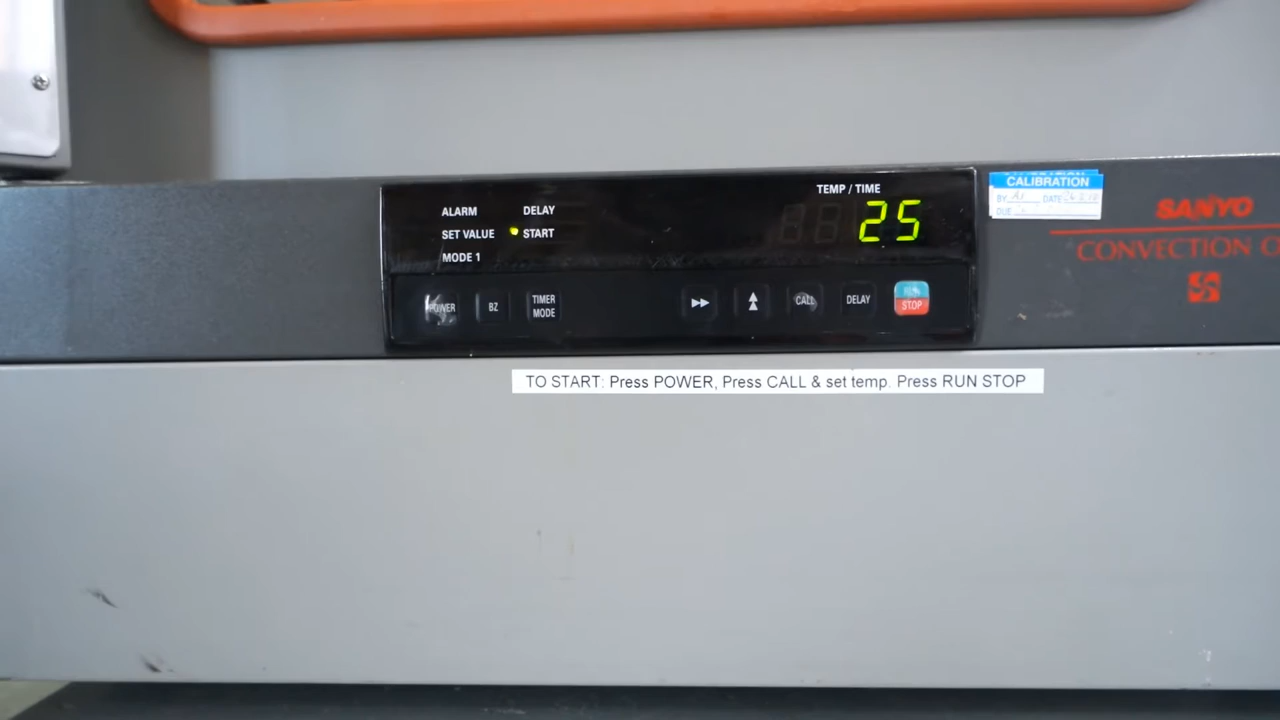 TEMP / TIME
25
ALARM
DELAY
SET VALUE
START
MODE 1
POWER
BZ
TIMER
MODE
CALL
DELAY
RUN
STOP
CALIBRATION
BY
DATE
DUE
SANYO
CONVECTION
TO START: Press POWER, Press CALL & set temp. Press RUN STOP